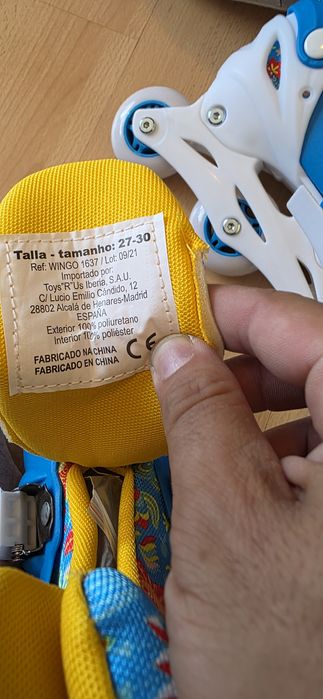 Talla - tamanho: 27-30
Ref: WINGO 1637 / Lot: 09/21
Importado por:
Toys"R"Us Iberia, S.A.U.
C/ Lucio Emilio Cándido, 12
28802 Alcalá de Henares-Madrid
ESPAÑA
Exterior 100% poliuretano
Interior 10% poliéster
FABRICADO NA CHINA
FABRICADO EN CHINA
CE